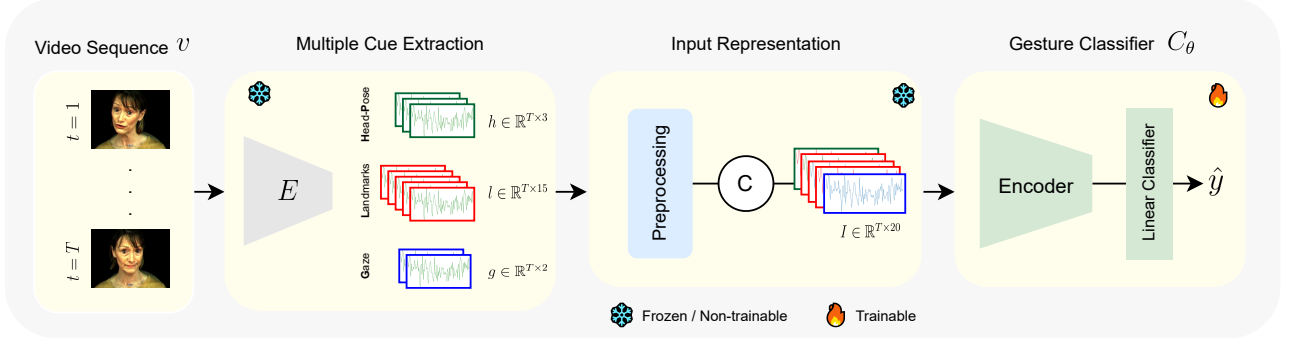 Video Sequence v
Multiple Cue Extraction
Input Representation
Gesture Classifier C_θ
t = 1
.
.
.
t = T
E
Head-Pose
h ∈ ℝ^{T×3}
Landmarks
l ∈ ℝ^{T×15}
Gaze
g ∈ ℝ^{T×2}
Preprocessing
C
I ∈ ℝ^{T×20}
Encoder
Linear Classifier
ŷ
Frozen / Non-trainable
Trainable